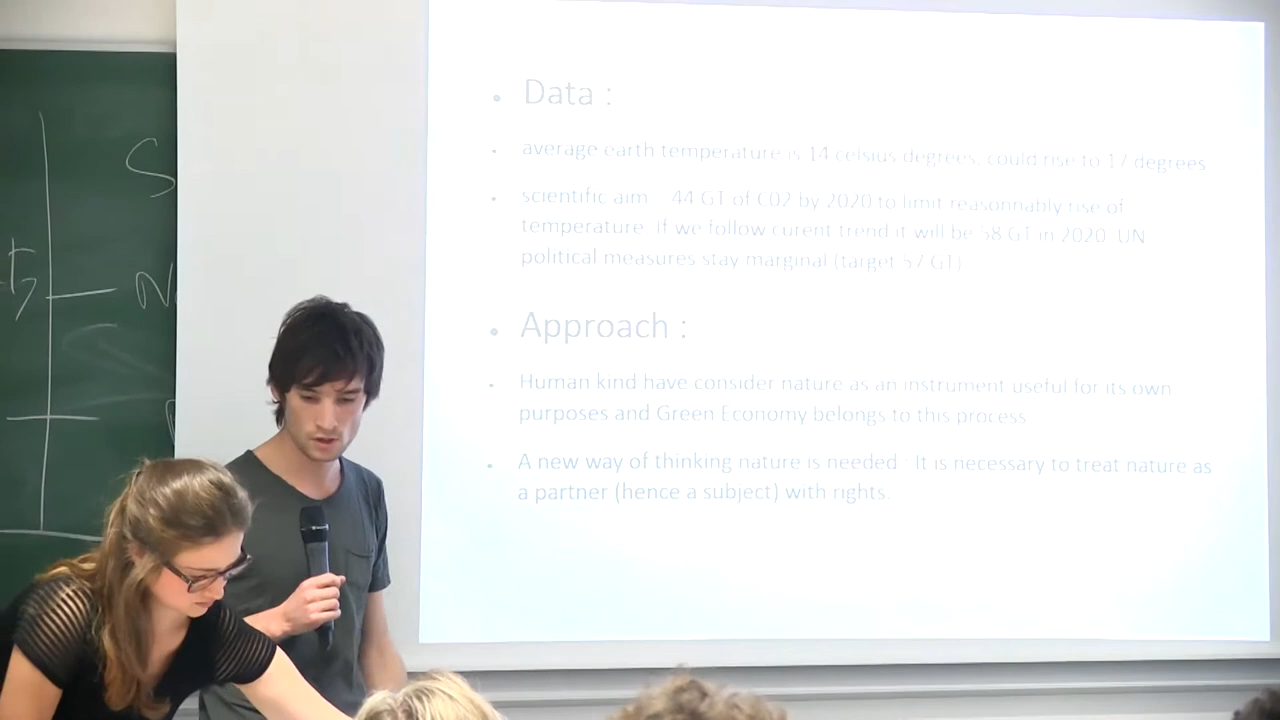 Data :
average earth temperature is 14 celsius degrees, could rise to 17 degrees
scientific aim 44 GT of C02 by 2020 to limit reasonnably rise of
temperature. If we follow curent trend it will be 58 GT in 2020. UN
political measures stay marginal (target 57 GT)
Approach :
Human kind have consider nature as an instrument useful for its own
purposes and Green Economy belongs to this process
A new way of thinking nature is needed : It is necessary to treat nature as
a partner (hence a subject) with rights.